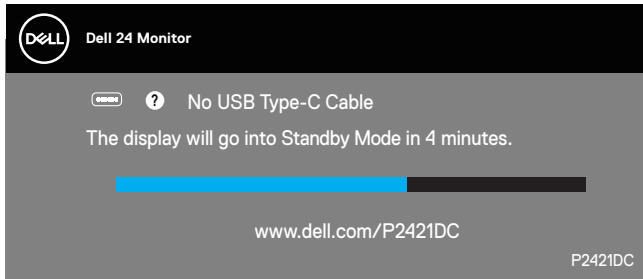 DELL
Dell 24 Monitor
? No USB Type-C Cable
The display will go into Standby Mode in 4 minutes.
www.dell.com/P2421DC
P2421DC